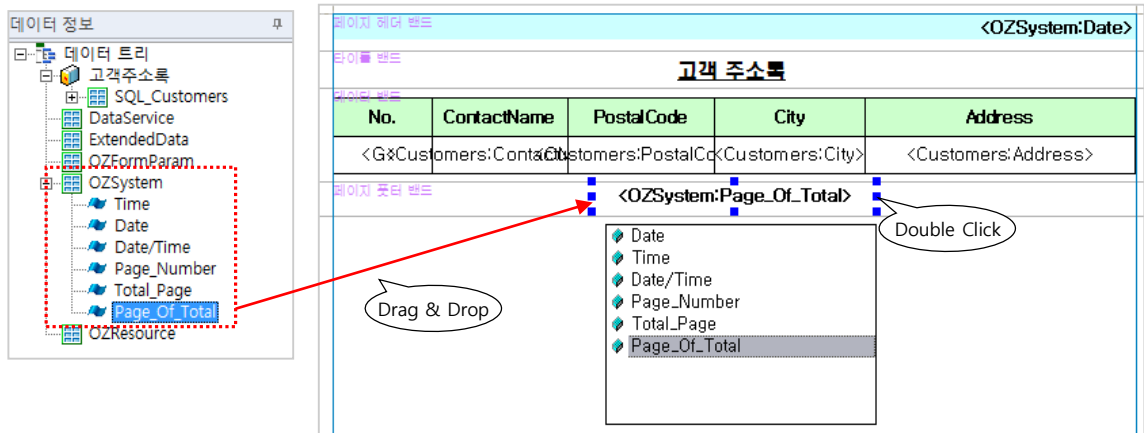 데이터 정보
데이터 트리
고객주소록
SQL_Customers
DataService
ExtendedData
OZFormParam
OZSystem
Time
Date
Date/Time
Page_Number
Total_Page
Page_Of_Total
OZResource
페이지 헤더 밴드
<OZSystem:Date>
타이틀 밴드
고객 주소록
데이터 밴드
No. ContactName PostalCode City Address
<Customers:City> <Customers:Address>
페이지 풋터 밴드
<OZSystem:Page_Of_Total>
Double Click
Drag & Drop
Date
Time
Date/Time
Page_Number
Total_Page
Page_Of_Total